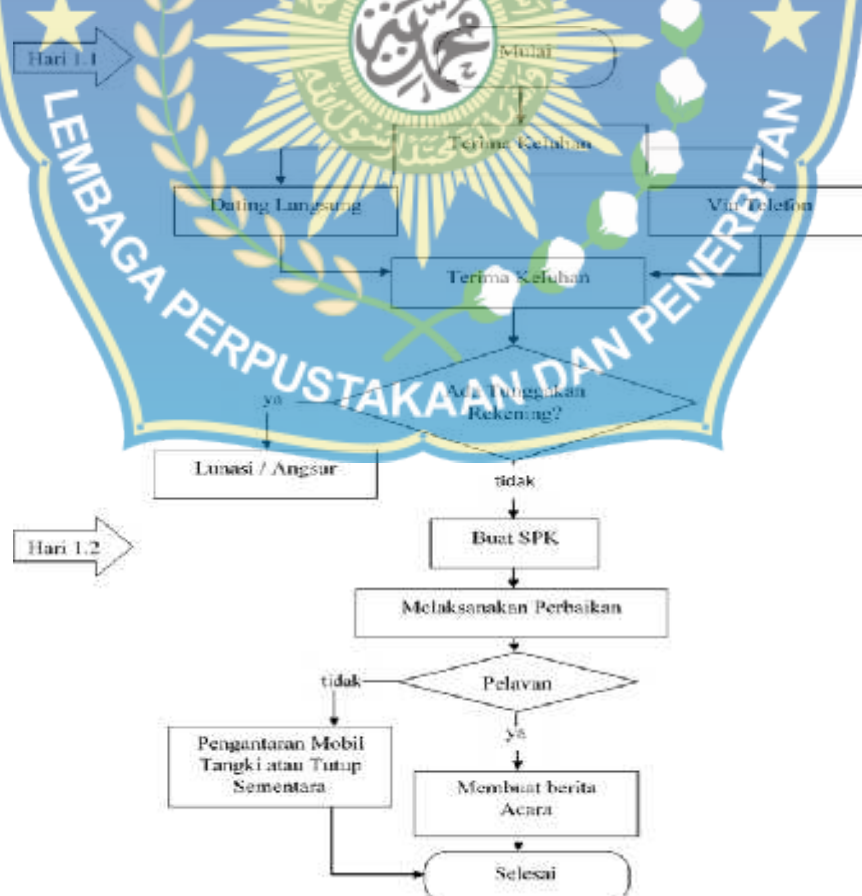 Hari 1.1
Mulai
Terima Keluhan
Dating Langsung
Via Telefon
Terima Keluhan
Ada Tunggakan
Rekening?
ya
Lunasi / Angsur
tidak
Hari 1.2
Buat SPK
Melaksanakan Perbaikan
Pelavan
tidak
ya
Pengantaran Mobil
Tangki atau Tutup
Sementara
Membuat berita
Acara
Selesai
LEMBAGA PERPUSTAKAAN DAN PENERBITAN
محمدية